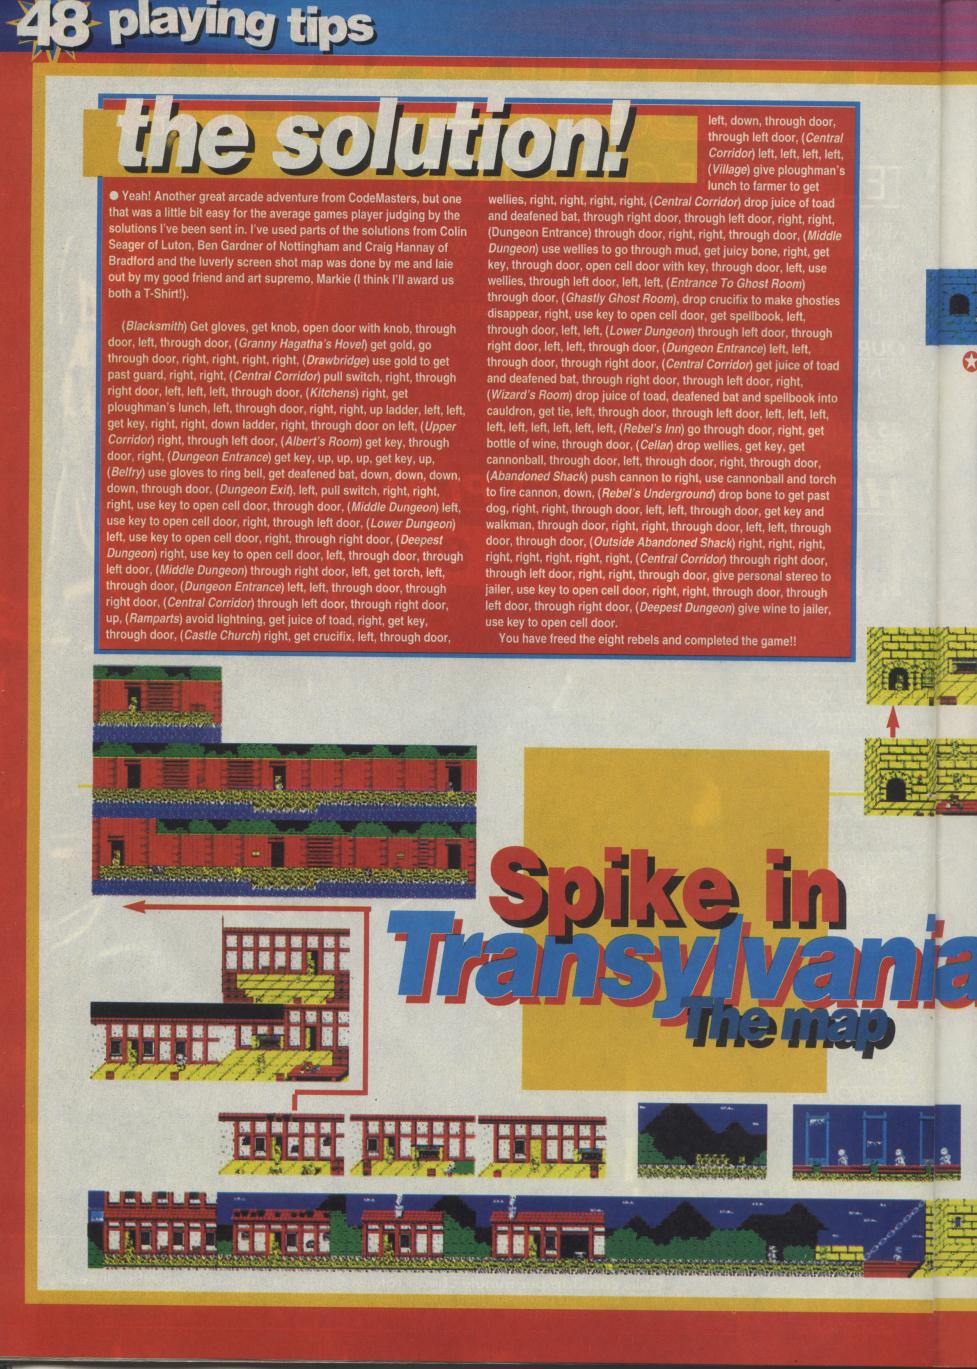 48 playing tips
the solution!
● Yeah! Another great arcade adventure from CodeMasters, but one
that was a little bit easy for the average games player judging by the
solutions I've been sent in. I've used parts of the solutions from Colin
Seager of Luton, Ben Gardner of Nottingham and Craig Hannay of
Bradford and the luverly screen shot map was done by me and laie
out by my good friend and art supremo, Markie (I think I'll award us
both a T-Shirt!).
(Blacksmith) Get gloves, get knob, open door with knob, through
door, left, through door, (Granny Hagatha's Hovel) get gold, go
through door, right, right, right, right, (Drawbridge) use gold to get
past guard, right, right, (Central Corridor) pull switch, right, through
right door, left, left, left, through door, (Kitchens) right, get
ploughman's lunch, left, through door, right, right, up ladder, left, left,
get key, right, right, down ladder, right, through door on left, (Upper
Corridor) right, through left door, (Albert's Room) get key, through
door, right, (Dungeon Entrance) get key, up, up, up, get key, up,
(Belfry) use gloves to ring bell, get deafened bat, down, down, down,
down, through door, (Dungeon Exit), left, pull switch, right, right,
right, use key to open cell door, through door, (Middle Dungeon) left,
use key to open cell door, right, through left door, (Lower Dungeon)
left, use key to open cell door, right, through right door, (Deepest
Dungeon) right, use key to open cell door, left, through door, through
left door, (Middle Dungeon) through right door, left, get torch, left,
through door, (Dungeon Entrance) left, left, through door, through
right door, (Central Corridor) through left door, through right door,
up, (Ramparts) avoid lightning, get juice of toad, right, get key,
through door, (Castle Church) right, get crucifix, left, through door,
left, down, through door,
through left door, (Central
Corridor) left, left, left, left,
(Village) give ploughman's
lunch to farmer to get
wellies, right, right, right, right, (Central Corridor) drop juice of toad
and deafened bat, through right door, through left door, right, right,
(Dungeon Entrance) through door, right, right, through door, (Middle
Dungeon) use wellies to go through mud, get juicy bone, right, get
key, through door, open cell door with key, through door, left, use
wellies, through left door, left, left, (Entrance To Ghost Room)
through door, (Ghastly Ghost Room), drop crucifix to make ghosties
disappear, right, use key to open cell door, get spellbook, left,
through door, left, left, (Lower Dungeon) through left door, through
right door, left, left, through door, (Dungeon Entrance) left, left,
through door, through right door, (Central Corridor) get juice of toad
and deafened bat, through right door, through left door, right,
(Wizard's Room) drop juice of toad, deafened bat and spellbook into
cauldron, get tie, left, through door, through left door, left, left, left,
left, left, left, left, left, left, (Rebel's Inn) go through door, right, get
bottle of wine, through door, (Cellar) drop wellies, get key, get
cannonball, through door, left, through door, right, through door,
(Abandoned Shack) push cannon to right, use cannonball and torch
to fire cannon, down, (Rebel's Underground) drop bone to get past
dog, right, right, through door, left, left, through door, get key and
walkman, through door, right, right, through door, left, left, through
door, through door, (Outside Abandoned Shack) right, right, right,
right, right, right, right, right, (Central Corridor) through right door,
through left door, right, right, through door, give personal stereo to
jailer, use key to open cell door, right, right, through door, through
left door, through right door, (Deepest Dungeon) give wine to jailer,
use key to open cell door.
You have freed the eight rebels and completed the game!!
Spike in
Transylvania
The map